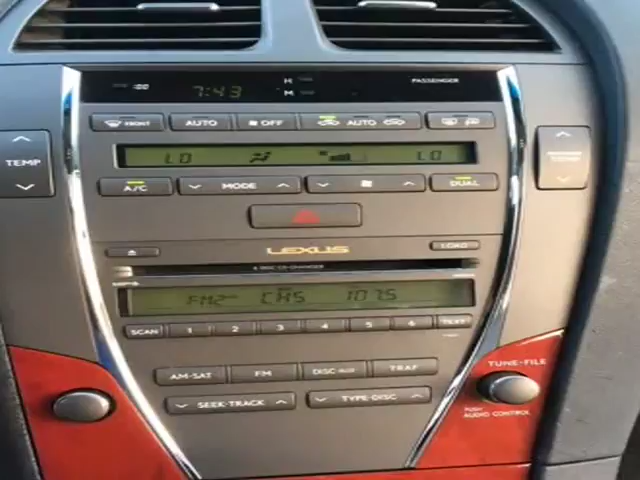 PASSENGER
7:43 H
M
FRONT AUTO OFF AUTO
LO LO
TEMP
TEMP
A/C MODE DUAL
LEXUS LOAD
6 DISC CD CHANGER
FM2 CH5 107.5
SCAN 1 2 3 4 5 6 TEXT
AM·SAT FM DISC·AUX TRAF
SEEK·TRACK TYPE·DISC
TUNE·FILE
PUSH
AUDIO CONTROL